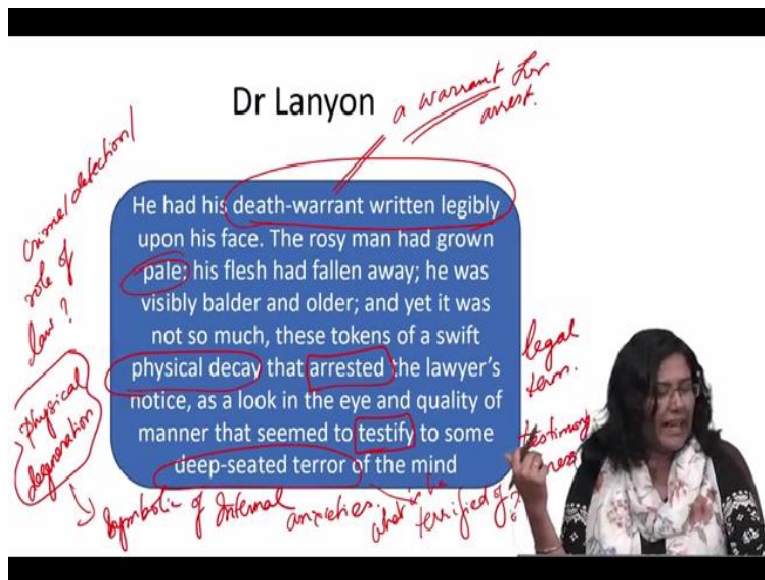 Dr Lanyon
a warrant for
arrest.
crime/detection/
role of
law?
He had his death-warrant written legibly
upon his face. The rosy man had grown
pale; his flesh had fallen away; he was
visibly balder and older; and yet it was
not so much, these tokens of a swift
physical decay that arrested the lawyer's
notice, as a look in the eye and quality of
manner that seemed to testify to some
deep-seated terror of the mind
physical
degeneration
legal
term.
testimony
Symbolic of Internal anxieties.
what is he
terrified of?